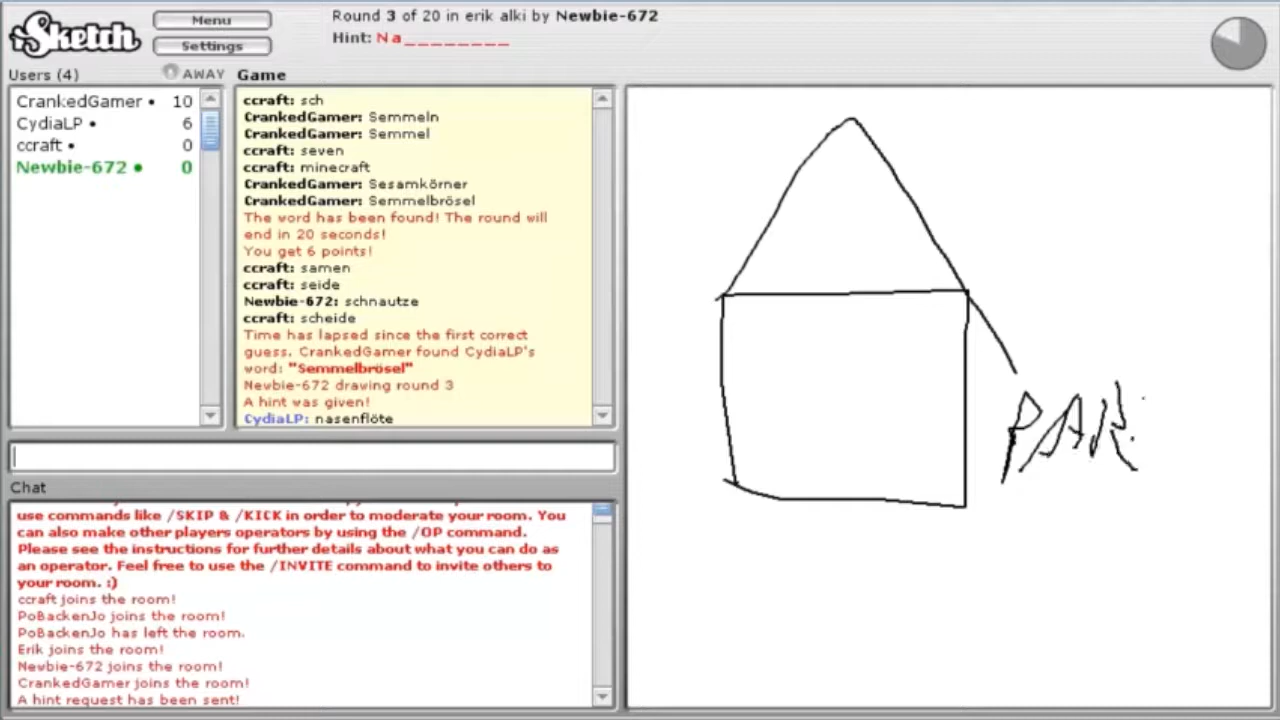 iSketch
Menu
Settings
Round 3 of 20 in erik alki by Newbie-672
Hint: Na________
Users (4)
AWAY
CrankedGamer • 10
CydiaLP • 6
ccraft • 0
Newbie-672 • 0
Game
ccraft: sch
CrankedGamer: Semmeln
CrankedGamer: Semmel
ccraft: seven
ccraft: minecraft
CrankedGamer: Sesamkörner
CrankedGamer: Semmelbrösel
The word has been found! The round will
end in 20 seconds!
You get 6 points!
ccraft: samen
ccraft: seide
Newbie-672: schnautze
ccraft: scheide
Time has lapsed since the first correct
guess. CrankedGamer found CydiaLP's
word: "Semmelbrösel"
Newbie-672 drawing round 3
A hint was given!
CydiaLP: nasenflöte
PAR
Chat
use commands like /SKIP & /KICK in order to moderate your room. You
can also make other players operators by using the /OP command.
Please see the instructions for further details about what you can do as
an operator. Feel free to use the /INVITE command to invite others to
your room. :)
ccraft joins the room!
PoBackenJo joins the room!
PoBackenJo has left the room.
Erik joins the room!
Newbie-672 joins the room!
CrankedGamer joins the room!
A hint request has been sent!